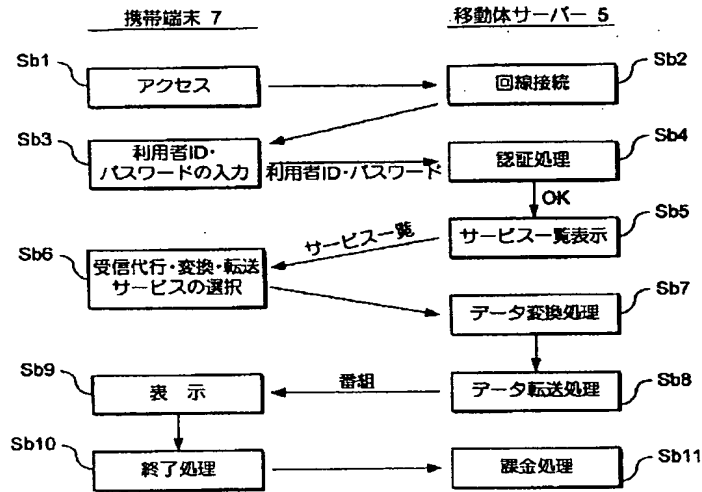 携帯端末 7
移動体サーバー 5
Sb1
アクセス
回線接続
Sb2
Sb3
利用者ID・
パスワードの入力
利用者ID・パスワード
認証処理
Sb4
OK
サービス一覧
サービス一覧表示
Sb5
Sb6
受信代行・変換・転送
サービスの選択
データ変換処理
Sb7
Sb9
表 示
番組
データ転送処理
Sb8
Sb10
終了処理
課金処理
Sb11